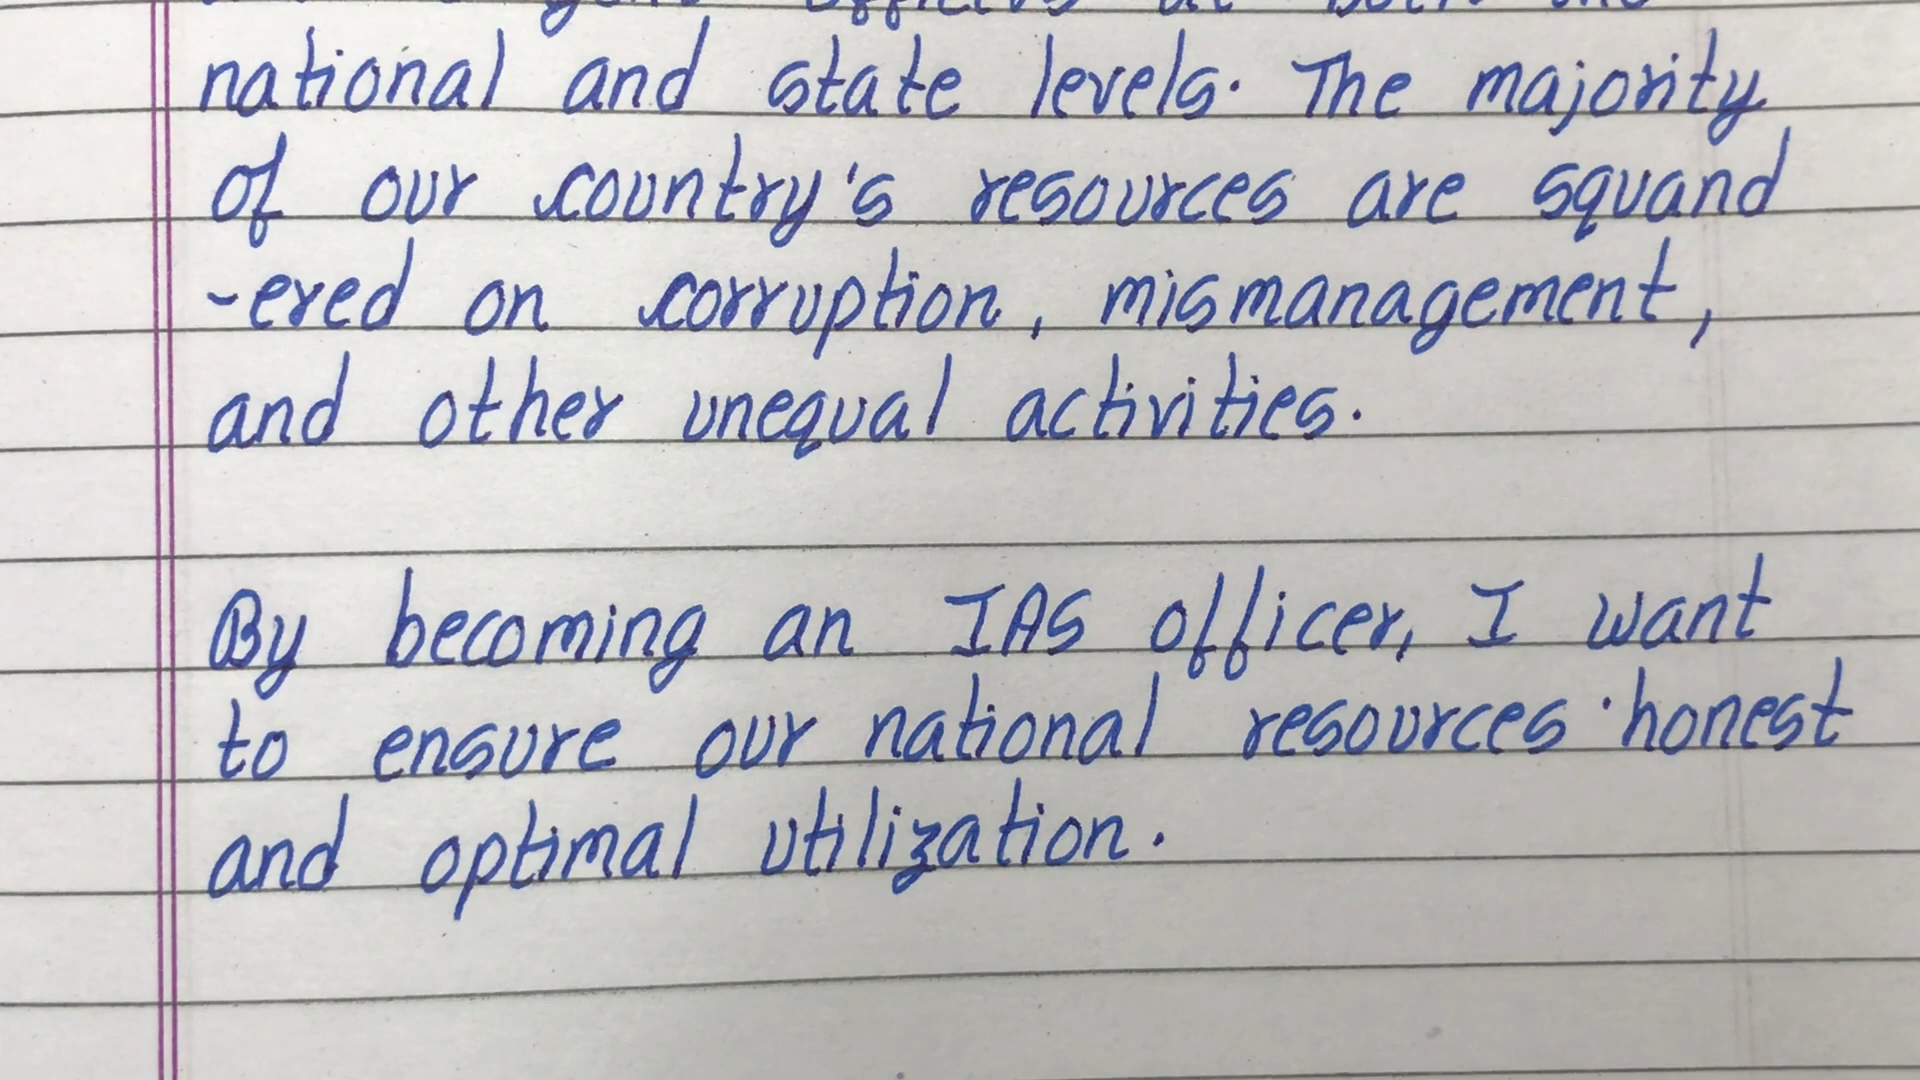 national and state levels. The majority
of our country's resources are squand
-ered on corruption, mismanagement,
and other unequal activities.
By becoming an IAS officer, I want
to ensure our national resources' honest
and optimal utilization.